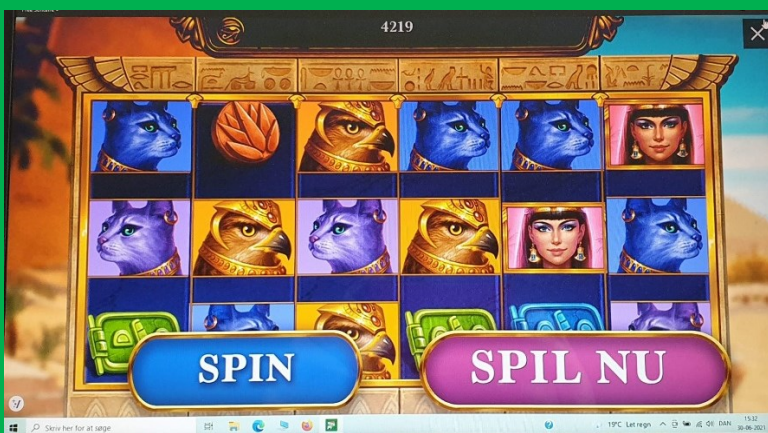 4219
SPIN
SPIL NU
Skriv her for at søge
19°C Let regn
DAN
15:32
30-06-2021